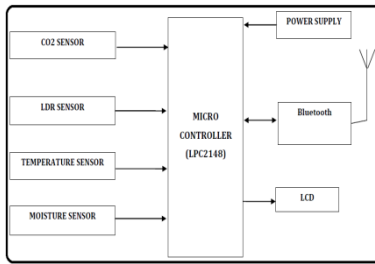 CO2 SENSOR
LDR SENSOR
TEMPERATURE SENSOR
MOISTURE SENSOR
MICRO
CONTROLLER
(LPC2148)
POWER SUPPLY
Bluetooth
LCD